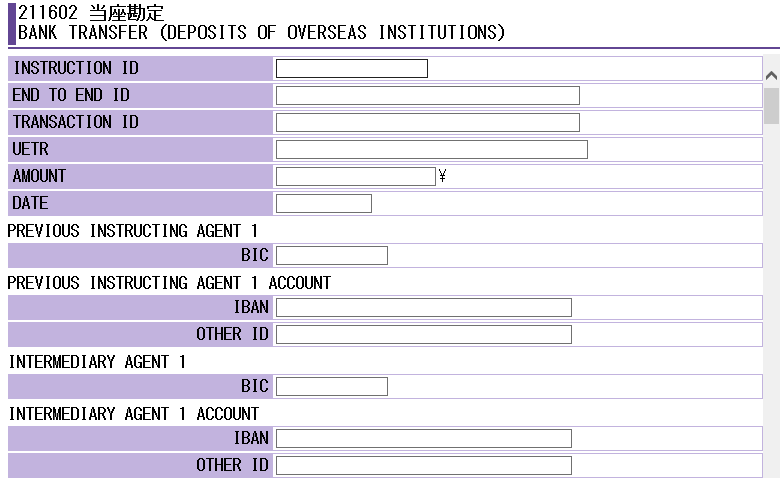 211602 当座勘定
BANK TRANSFER (DEPOSITS OF OVERSEAS INSTITUTIONS)
INSTRUCTION ID
END TO END ID
TRANSACTION ID
UETR
AMOUNT ¥
DATE
PREVIOUS INSTRUCTING AGENT 1
BIC
PREVIOUS INSTRUCTING AGENT 1 ACCOUNT
IBAN
OTHER ID
INTERMEDIARY AGENT 1
BIC
INTERMEDIARY AGENT 1 ACCOUNT
IBAN
OTHER ID